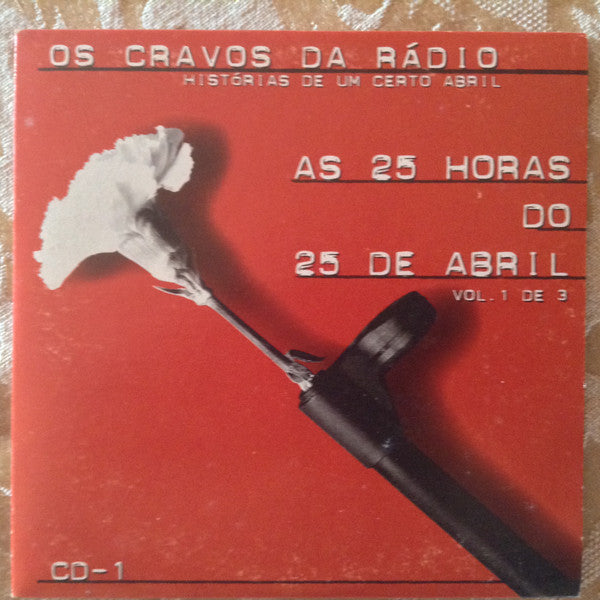 OS CRAVOS DA RÁDIO
HISTÓRIAS DE UM CERTO ABRIL
AS 25 HORAS
DO
25 DE ABRIL
VOL. 1 DE 3
CD-1